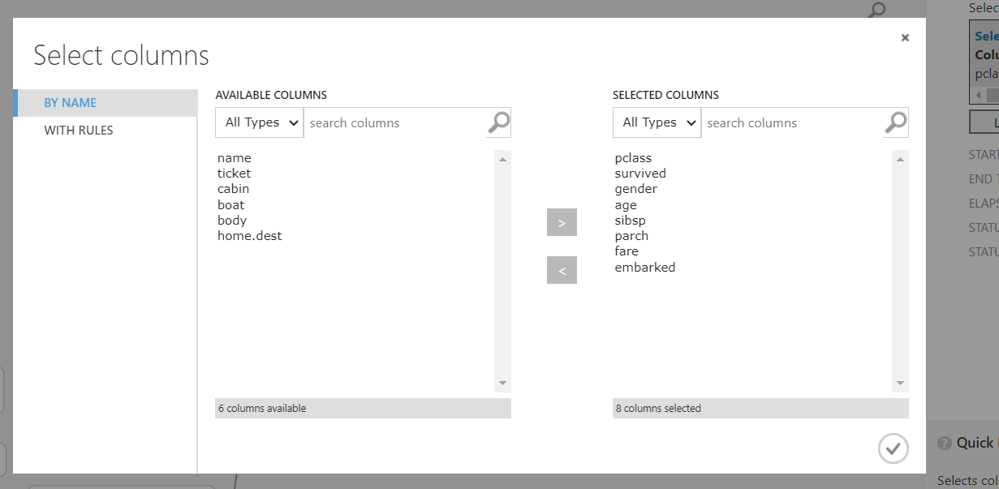 Select columns
BY NAME
WITH RULES
AVAILABLE COLUMNS
All Types
search columns
name
ticket
cabin
boat
body
home.dest
6 columns available
>
<
SELECTED COLUMNS
All Types
search columns
pclass
survived
gender
age
sibsp
parch
fare
embarked
8 columns selected
Selec
Sele
Colu
pcla
L
START
END T
ELAPS
STATU
STATU
? Quick
Selects col